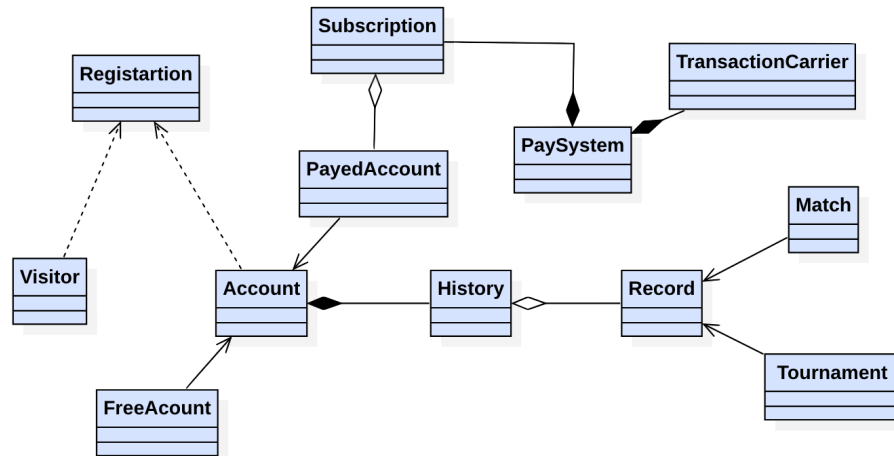 Subscription
Registartion
TransactionCarrier
PaySystem
PayedAccount
Match
Visitor
Account
History
Record
Tournament
FreeAcount